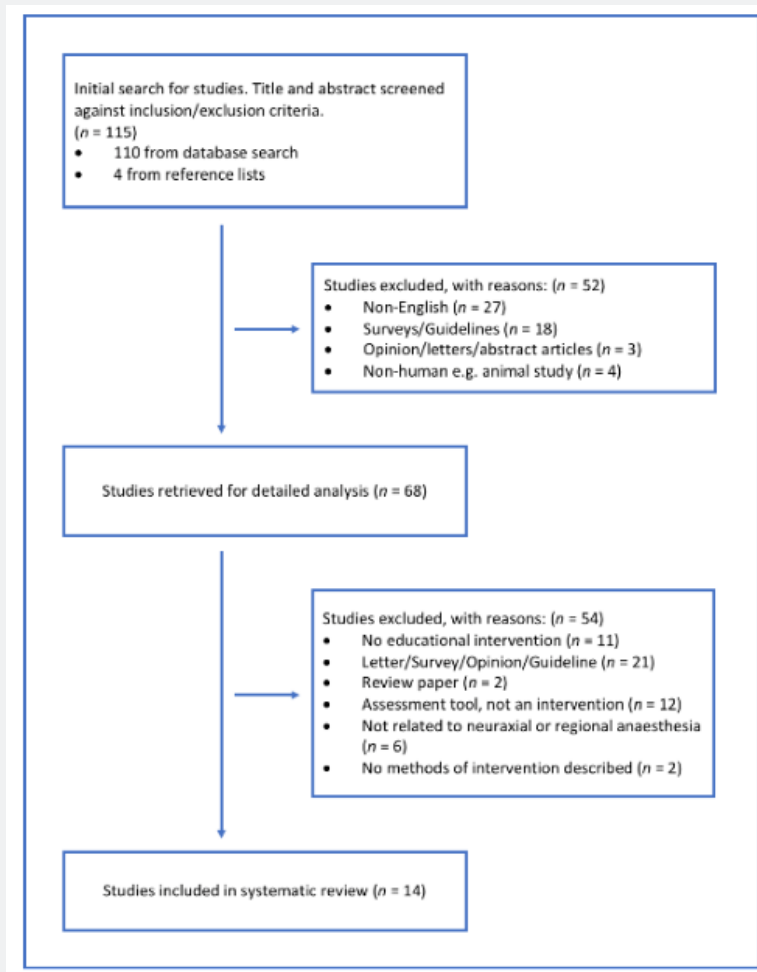 Initial search for studies. Title and abstract screened
against inclusion/exclusion criteria.
(n = 115)
• 110 from database search
• 4 from reference lists
Studies excluded, with reasons: (n = 52)
• Non-English (n = 27)
• Surveys/Guidelines (n = 18)
• Opinion/letters/abstract articles (n = 3)
• Non-human e.g. animal study (n = 4)
Studies retrieved for detailed analysis (n = 68)
Studies excluded, with reasons: (n = 54)
• No educational intervention (n = 11)
• Letter/Survey/Opinion/Guideline (n = 21)
• Review paper (n = 2)
• Assessment tool, not an intervention (n = 12)
• Not related to neuraxial or regional anaesthesia
(n = 6)
• No methods of intervention described (n = 2)
Studies included in systematic review (n = 14)